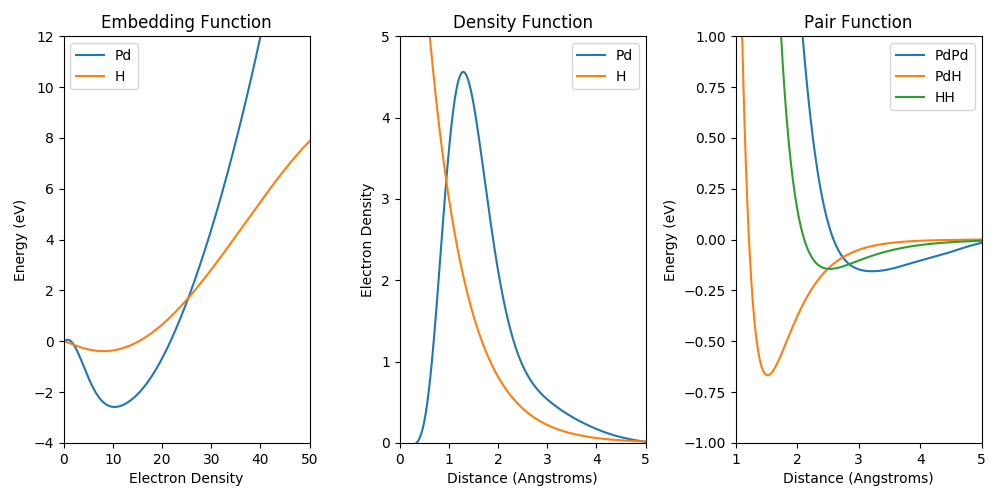 Embedding Function
Density Function
Pair Function
Energy (eV)
12
10
8
6
4
2
0
−2
−4
Pd
H
0
10
20
30
40
50
Electron Density
Electron Density
5
4
3
2
1
0
Pd
H
0
1
2
3
4
5
Distance (Angstroms)
Energy (eV)
1.00
0.75
0.50
0.25
0.00
−0.25
−0.50
−0.75
−1.00
PdPd
PdH
HH
1
2
3
4
5
Distance (Angstroms)